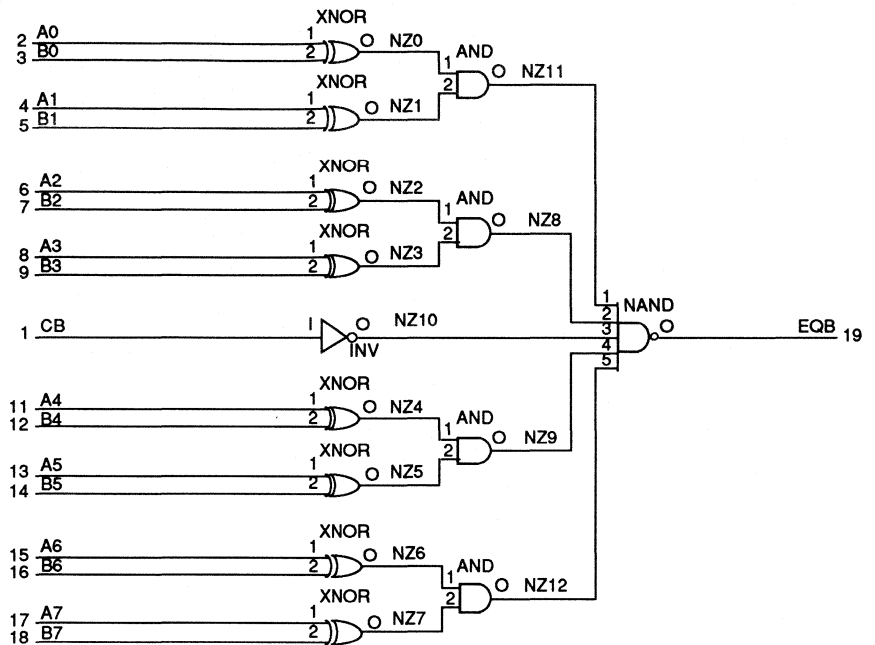 XNOR
2 A0 1 O NZ0
3 B0 2
AND
1 O NZ11
2
XNOR
4 A1 1 O NZ1
5 B1 2
XNOR
6 A2 1 O NZ2
7 B2 2
AND
1 O NZ8
2
XNOR
8 A3 1 O NZ3
9 B3 2
1 CB I O NZ10
INV
1 NAND
2 O
3
4
5
EQB 19
XNOR
11 A4 1 O NZ4
12 B4 2
AND
1 O NZ9
2
XNOR
13 A5 1 O NZ5
14 B5 2
XNOR
15 A6 1 O NZ6
16 B6 2
AND
1 O NZ12
2
XNOR
17 A7 1 O NZ7
18 B7 2